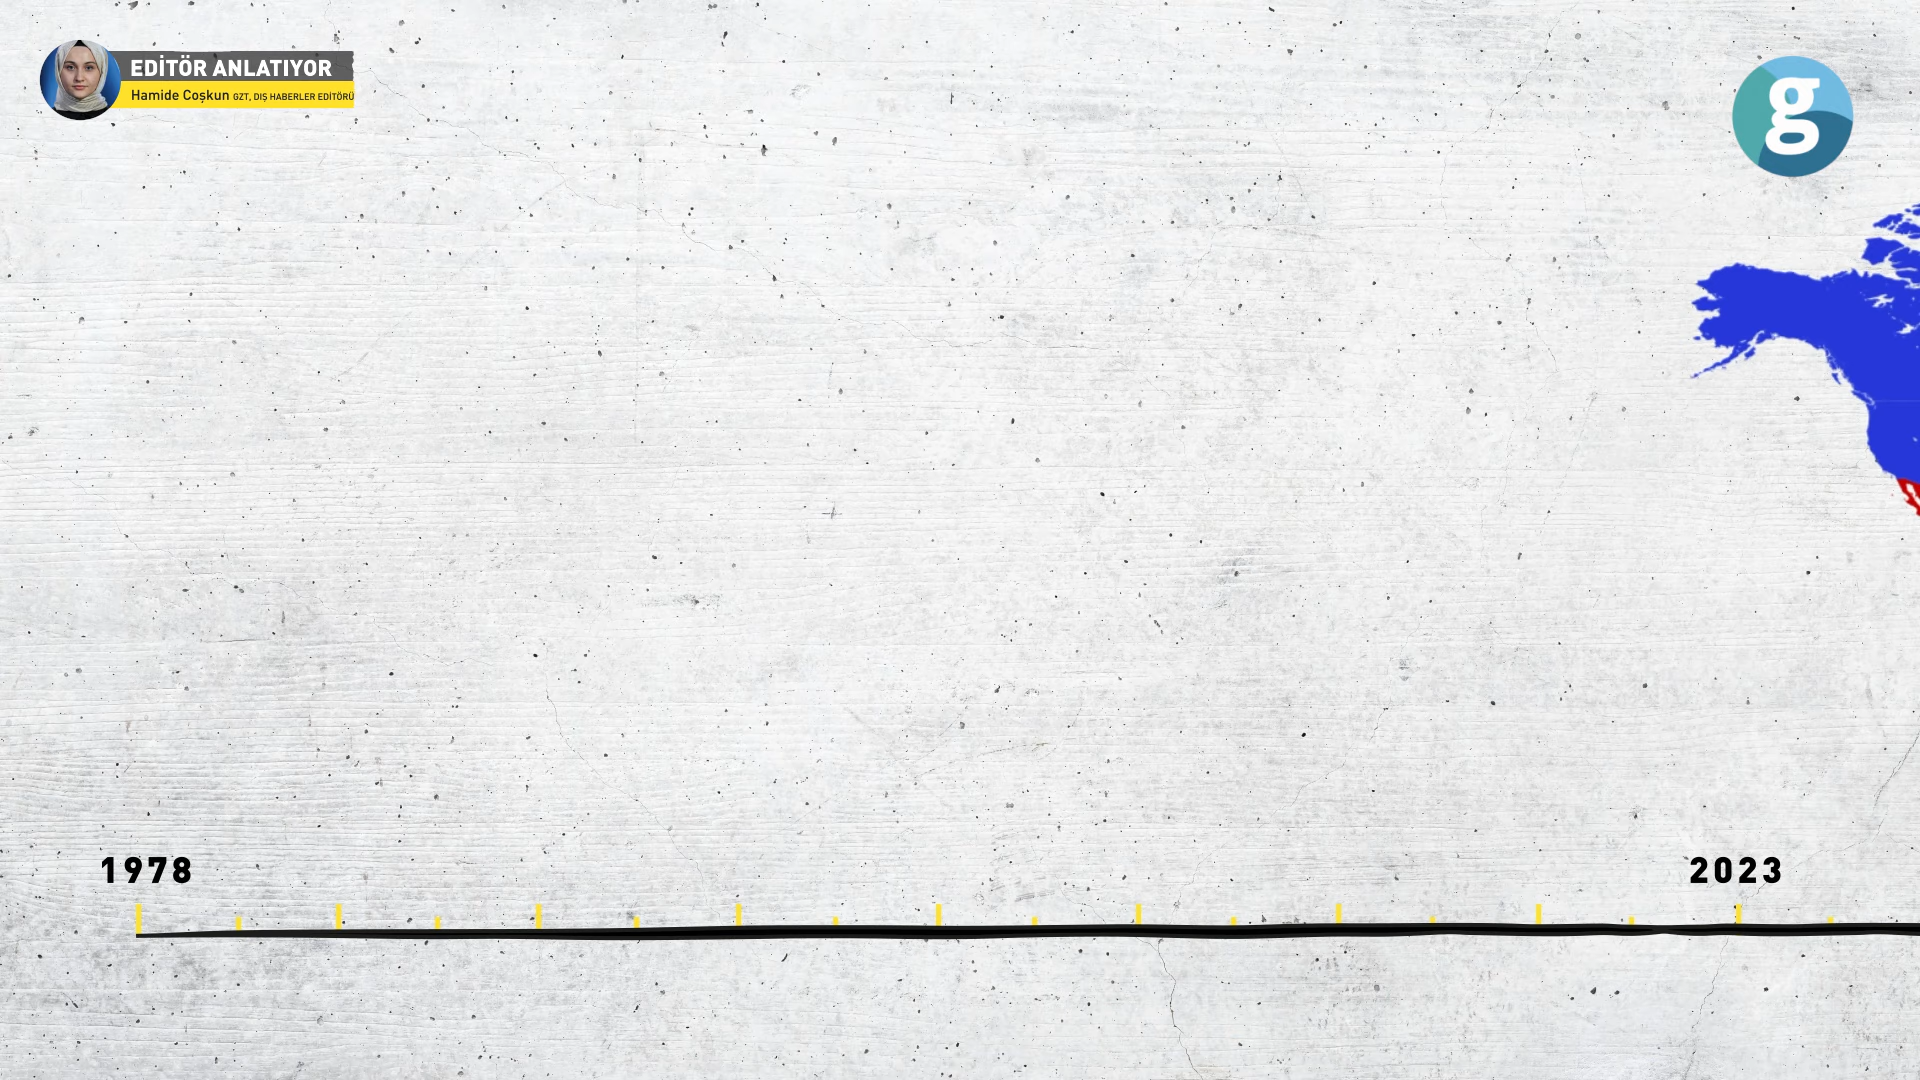 EDİTÖR ANLATIYOR
Hamide Coşkun GZT, DIŞ HABERLER EDİTÖRÜ
g
1978
2023